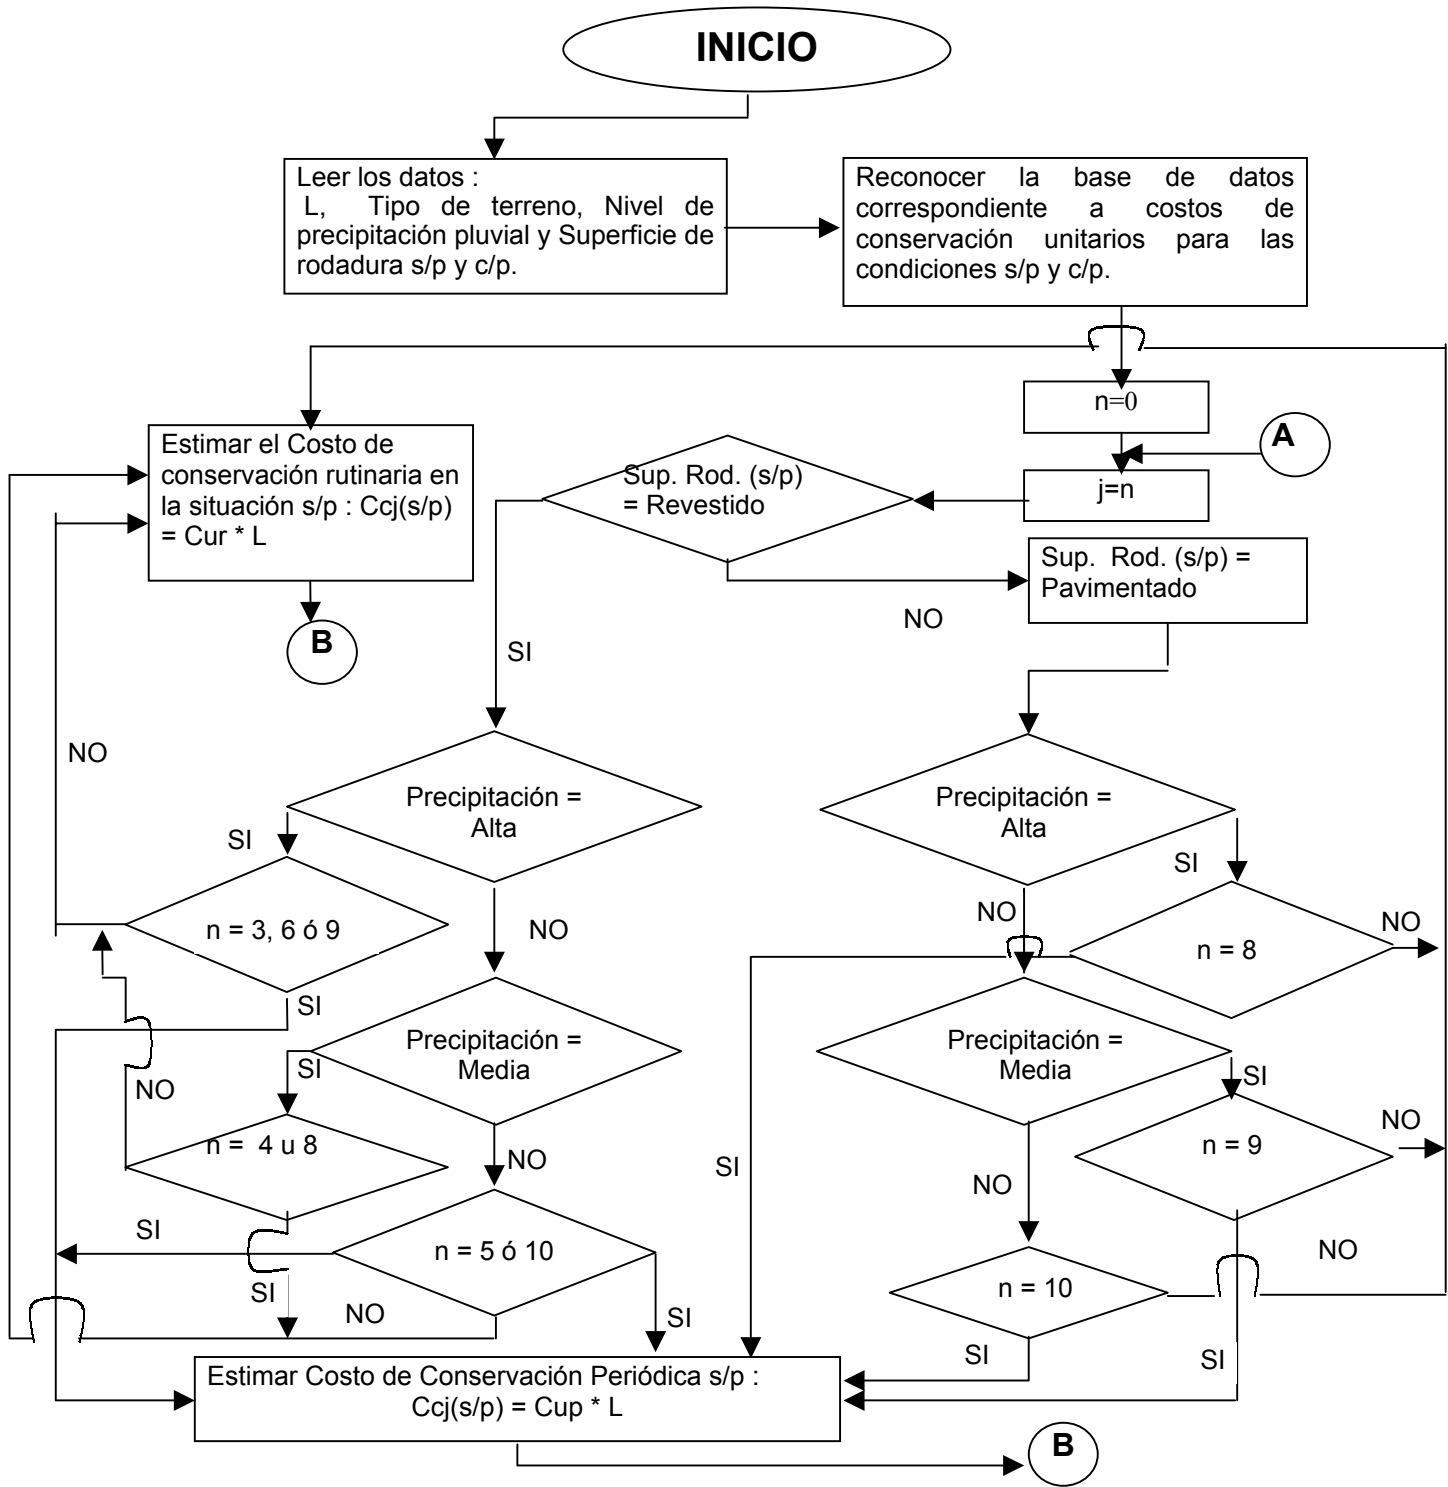 INICIO
Leer los datos :
L, Tipo de terreno, Nivel de
precipitación pluvial y Superficie de
rodadura s/p y c/p.
Reconocer la base de datos
correspondiente a costos de
conservación unitarios para las
condiciones s/p y c/p.
n=0
A
j=n
Estimar el Costo de
conservación rutinaria en
la situación s/p : Ccj(s/p)
= Cur * L
B
Sup. Rod. (s/p)
= Revestido
Sup. Rod. (s/p) =
Pavimentado
NO
SI
NO
Precipitación =
Alta
Precipitación =
Alta
SI
SI
n = 3, 6 ó 9
NO
NO
n = 8
NO
SI
Precipitación =
Media
Precipitación =
Media
SI
SI
NO
n = 4 u 8
NO
n = 9
NO
SI
NO
SI
n = 5 ó 10
n = 10
NO
SI
NO
SI
SI
SI
Estimar Costo de Conservación Periódica s/p :
Ccj(s/p) = Cup * L
B